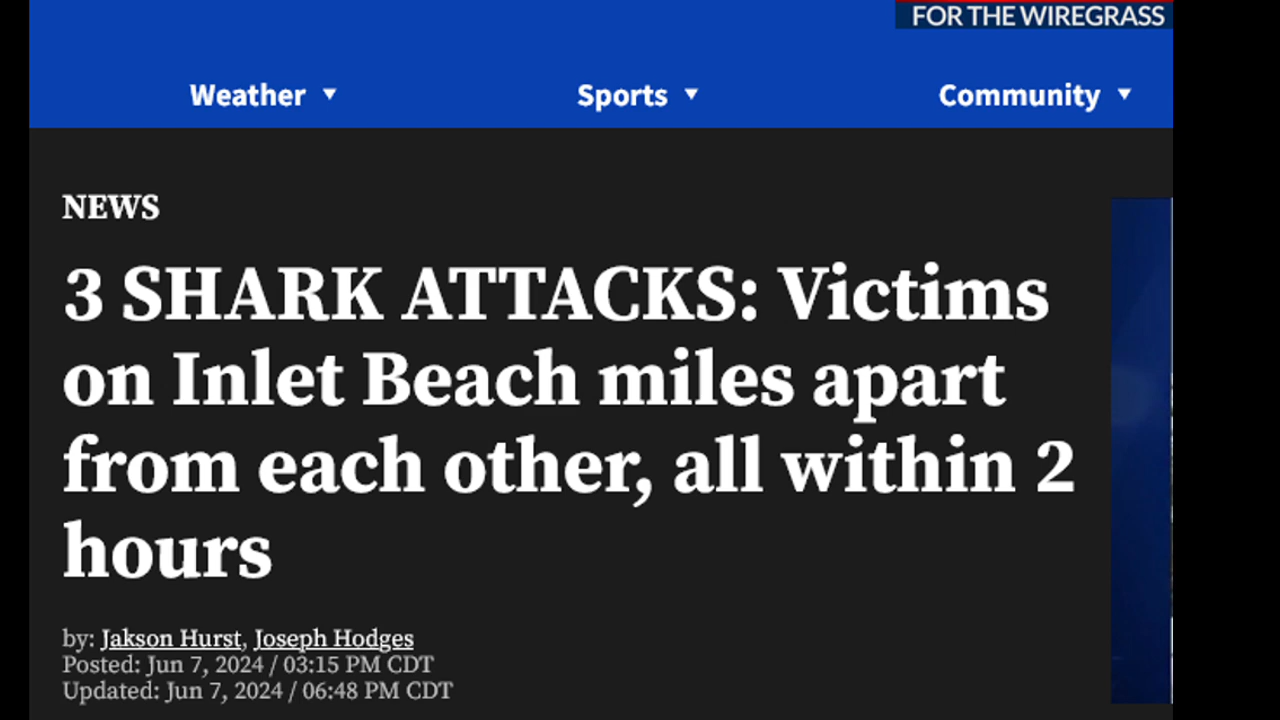 FOR THE WIREGRASS
Weather ▼ Sports ▼ Community ▼
NEWS
3 SHARK ATTACKS: Victims
on Inlet Beach miles apart
from each other, all within 2
hours
by: Jakson Hurst, Joseph Hodges
Posted: Jun 7, 2024 / 03:15 PM CDT
Updated: Jun 7, 2024 / 06:48 PM CDT